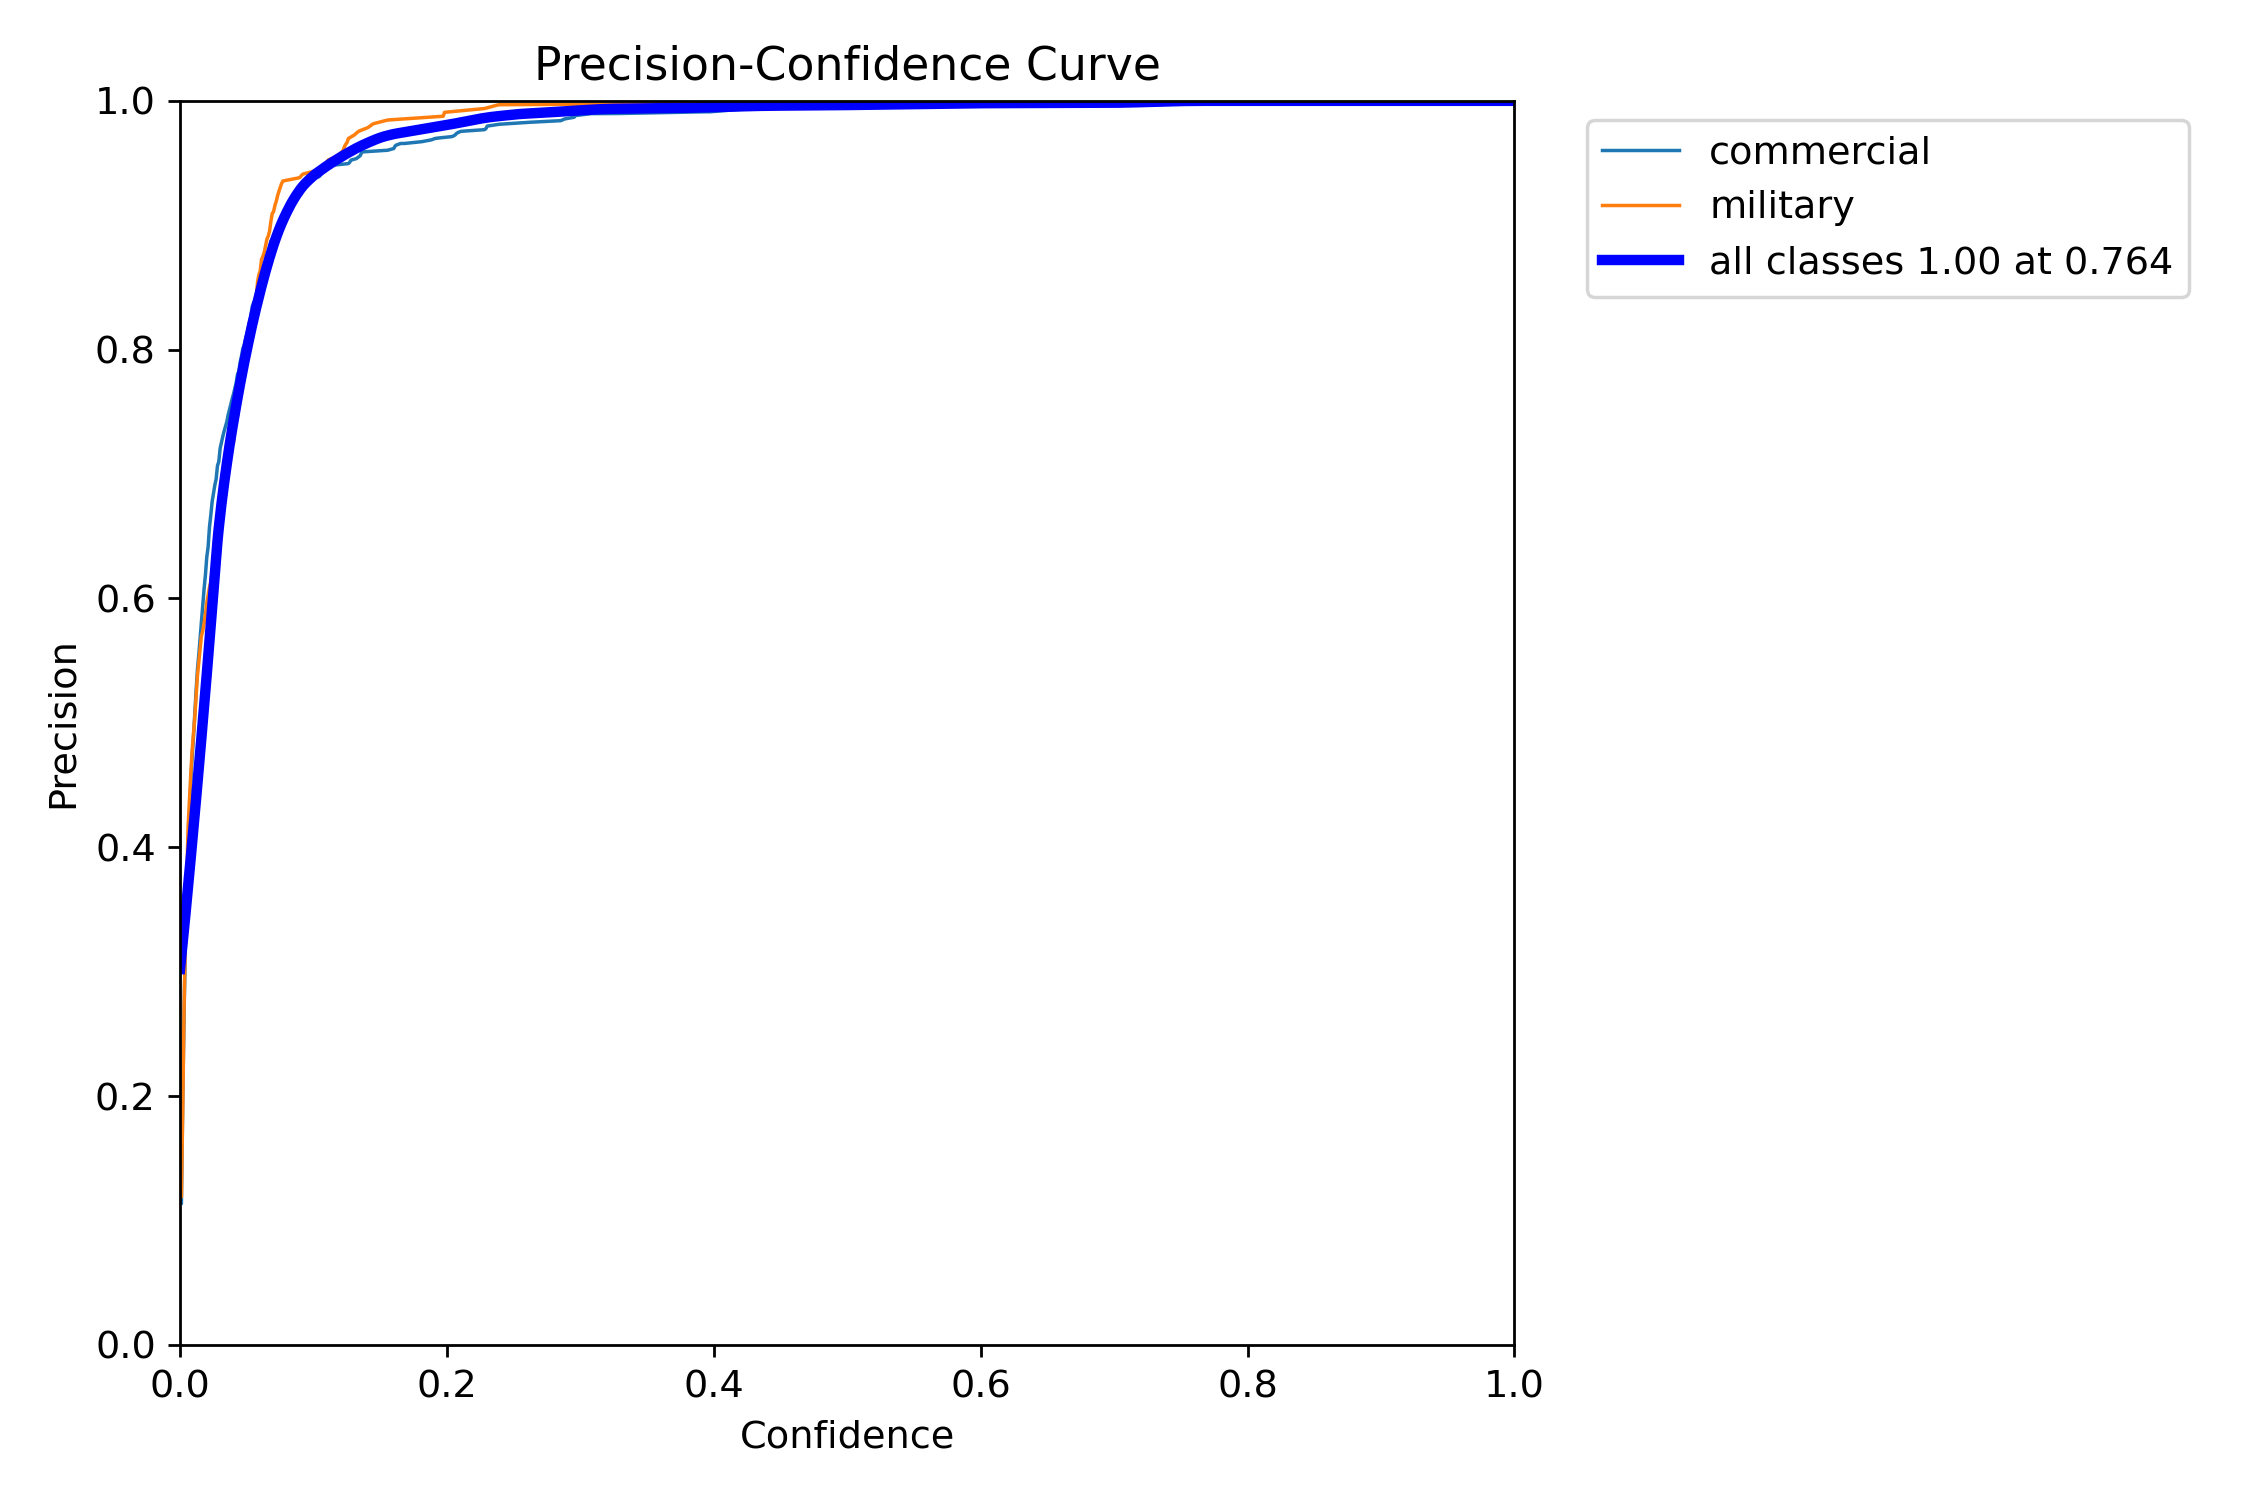 Precision-Confidence Curve
1.0
0.8
0.6
0.4
0.2
0.0
Precision
0.0 0.2 0.4 0.6 0.8 1.0
Confidence
commercial
military
all classes 1.00 at 0.764